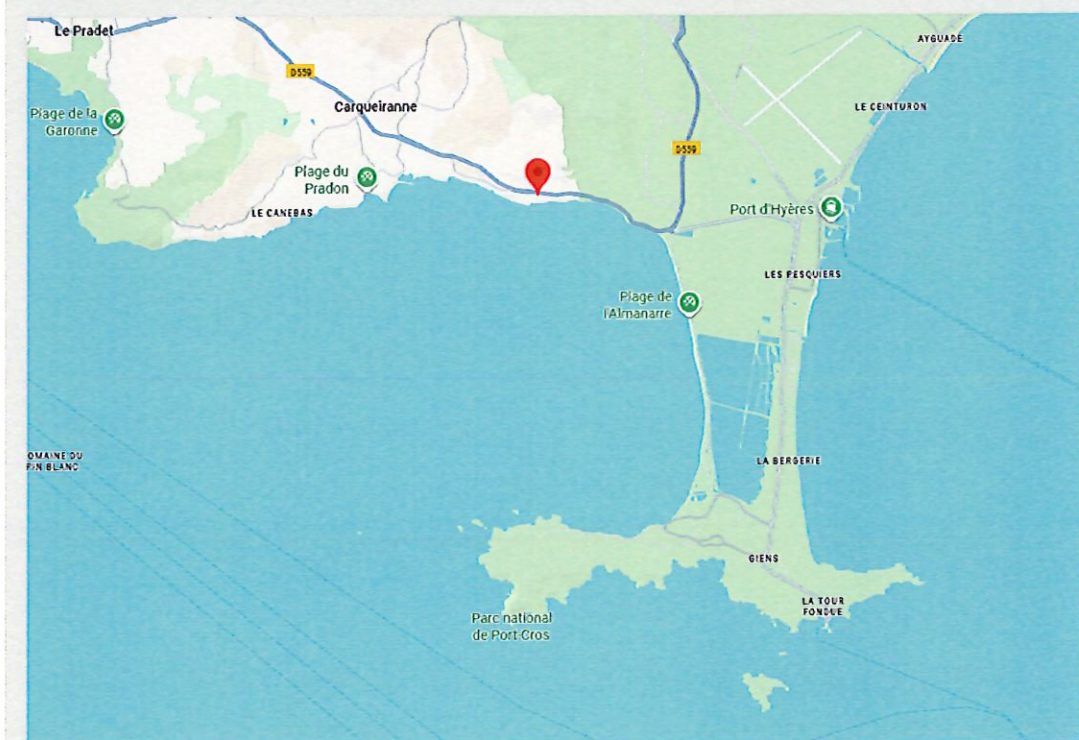 Le Pradet
AYGUADE
D559
LE CEINTURON
Carqueiranne
Plage de la
Garonne
D559
Plage du
Pradon
Port d'Hyères
LE CANEBAS
LES PESQUIERS
Plage de
l'Almanarre
OMAINE DU
PIN BLANC
LA BERGERIE
GIENS
LA TOUR
FONDUE
Parc national
de Port-Cros